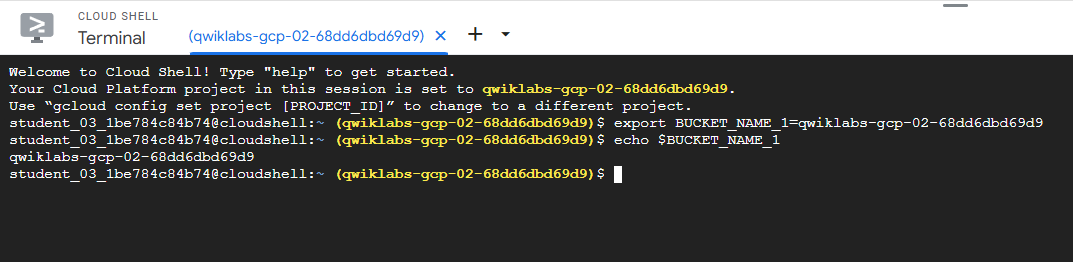 CLOUD SHELL
Terminal
(qwiklabs-gcp-02-68dd6dbd69d9)
Welcome to Cloud Shell! Type "help" to get started.
Your Cloud Platform project in this session is set to qwiklabs-gcp-02-68dd6dbd69d9.
Use “gcloud config set project [PROJECT_ID]” to change to a different project.
student_03_1be784c84b74@cloudshell:~ (qwiklabs-gcp-02-68dd6dbd69d9)$ export BUCKET_NAME_1=qwiklabs-gcp-02-68dd6dbd69d9
student_03_1be784c84b74@cloudshell:~ (qwiklabs-gcp-02-68dd6dbd69d9)$ echo $BUCKET_NAME_1
qwiklabs-gcp-02-68dd6dbd69d9
student_03_1be784c84b74@cloudshell:~ (qwiklabs-gcp-02-68dd6dbd69d9)$